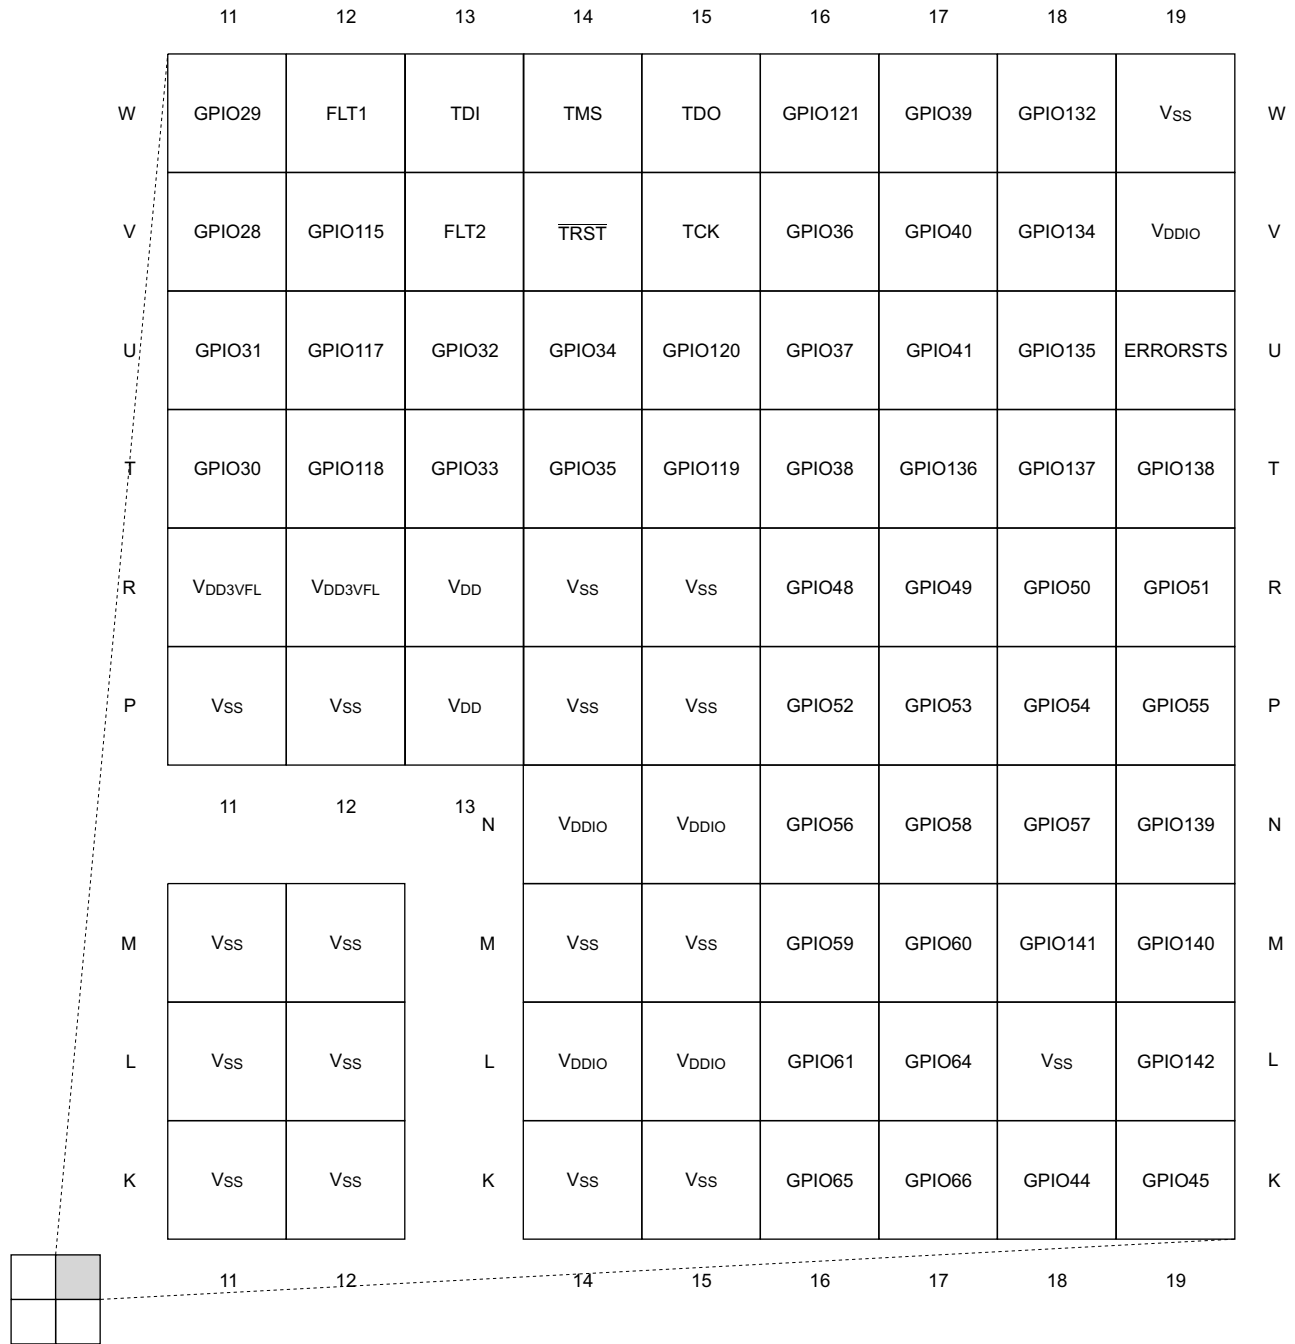 11 12 13 14 15 16 17 18 19
W GPIO29 FLT1 TDI TMS TDO GPIO121 GPIO39 GPIO132 VSS W
V GPIO28 GPIO115 FLT2 TRST TCK GPIO36 GPIO40 GPIO134 VDDIO V
U GPIO31 GPIO117 GPIO32 GPIO34 GPIO120 GPIO37 GPIO41 GPIO135 ERRORSTS U
T GPIO30 GPIO118 GPIO33 GPIO35 GPIO119 GPIO38 GPIO136 GPIO137 GPIO138 T
R VDD3VFL VDD3VFL VDD VSS VSS GPIO48 GPIO49 GPIO50 GPIO51 R
P VSS VSS VDD VSS VSS GPIO52 GPIO53 GPIO54 GPIO55 P
11 12 13
N VDDIO VDDIO GPIO56 GPIO58 GPIO57 GPIO139 N
M VSS VSS M VSS VSS GPIO59 GPIO60 GPIO141 GPIO140 M
L VSS VSS L VDDIO VDDIO GPIO61 GPIO64 VSS GPIO142 L
K VSS VSS K VSS VSS GPIO65 GPIO66 GPIO44 GPIO45 K
11 12 14 15 16 17 18 19